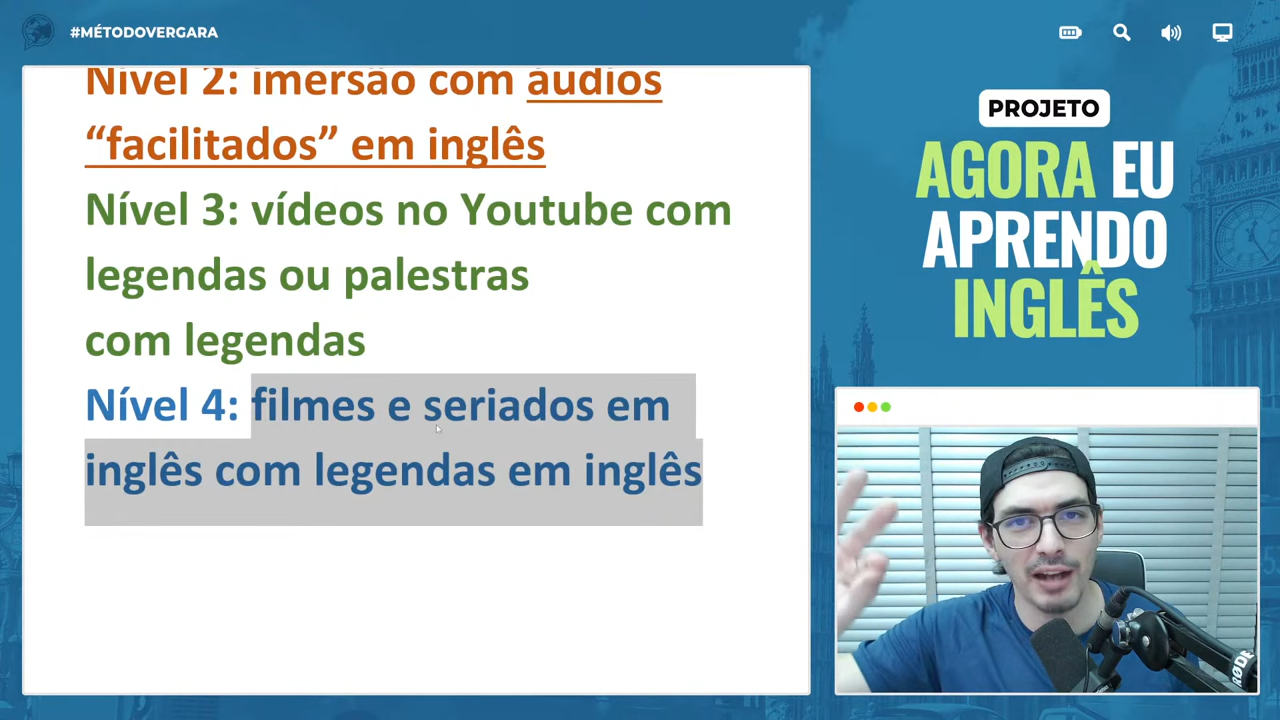 #MÉTODOVERGARA
Nível 2: imersão com áudios
“facilitados” em inglês
Nível 3: vídeos no Youtube com
legendas ou palestras
com legendas
Nível 4: filmes e seriados em
inglês com legendas em inglês
PROJETO
AGORA EU
APRENDO
INGLÊS
RØDE